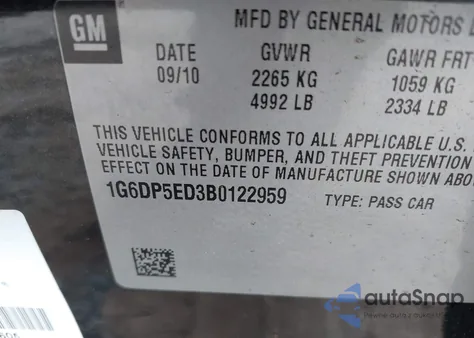 GM
MFD BY GENERAL MOTORS
DATE GVWR GAWR FRT
09/10 2265 KG 1059 KG
4992 LB 2334 LB
THIS VEHICLE CONFORMS TO ALL APPLICABLE U.S.
VEHICLE SAFETY, BUMPER, AND THEFT PREVENTION
EFFECT ON THE DATE OF MANUFACTURE SHOWN ABO
1G6DP5ED3B0122959 TYPE: PASS CAR
autoSnap